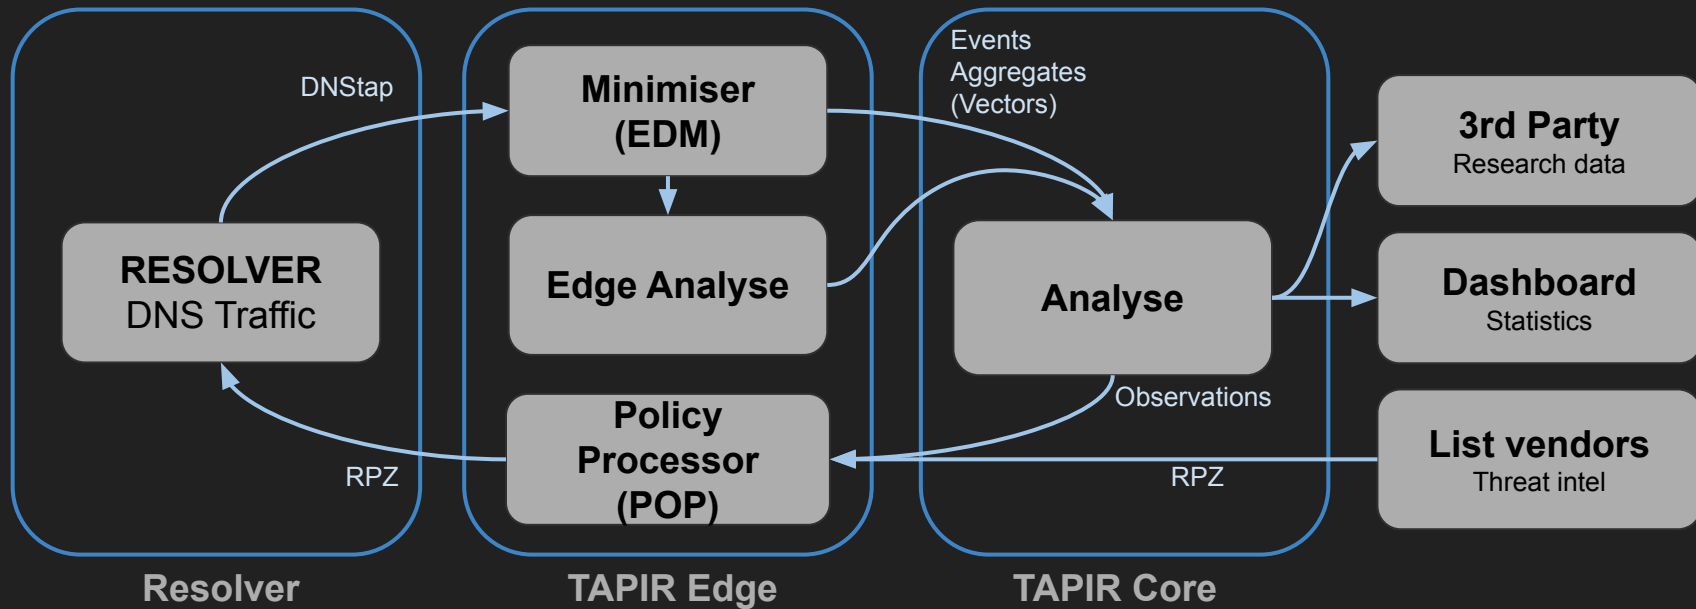 DNStap
RESOLVER
DNS Traffic
RPZ
Resolver
Minimiser
(EDM)
Edge Analyse
Policy
Processor
(POP)
TAPIR Edge
Events
Aggregates
(Vectors)
Analyse
Observations
RPZ
TAPIR Core
3rd Party
Research data
Dashboard
Statistics
List vendors
Threat intel